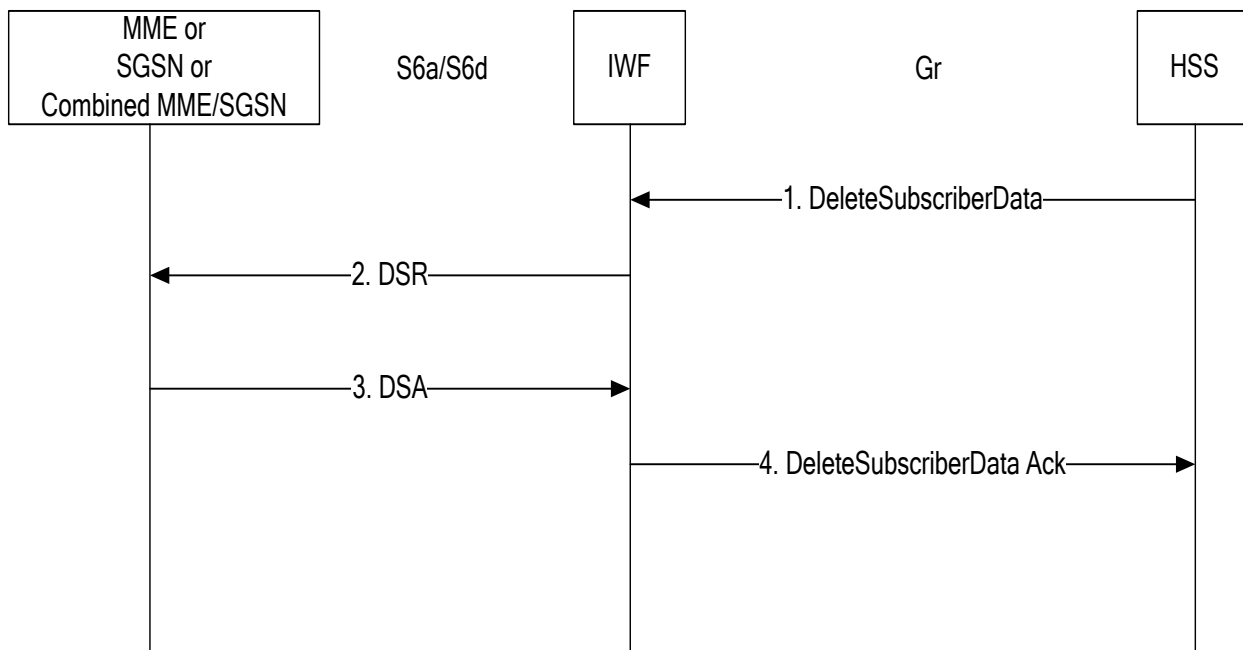 MME or
SGSN or
Combined MME/SGSN
S6a/S6d
IWF
Gr
HSS
1. DeleteSubscriberData
2. DSR
3. DSA
4. DeleteSubscriberData Ack